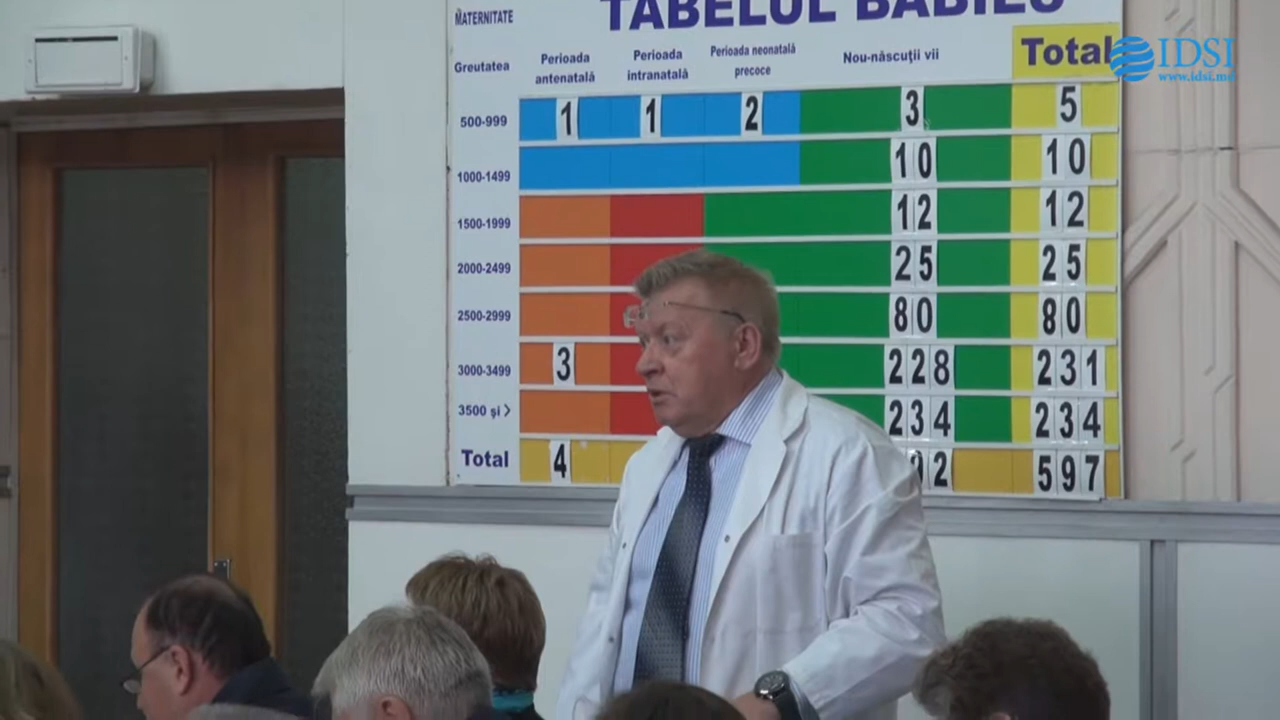 TABELUL BABIES
IDSI
www.idsi.md
MATERNITATE
Greutatea
Perioada antenatală
Perioada intranatală
Perioada neonatală precoce
Nou-născuţii vii
Total
500-999 1 1 2 3 5
1000-1499 10 10
1500-1999 12 12
2000-2499 25 25
2500-2999 80 80
3000-3499 3 228 231
3500 şi > 234 234
Total 4 2 597